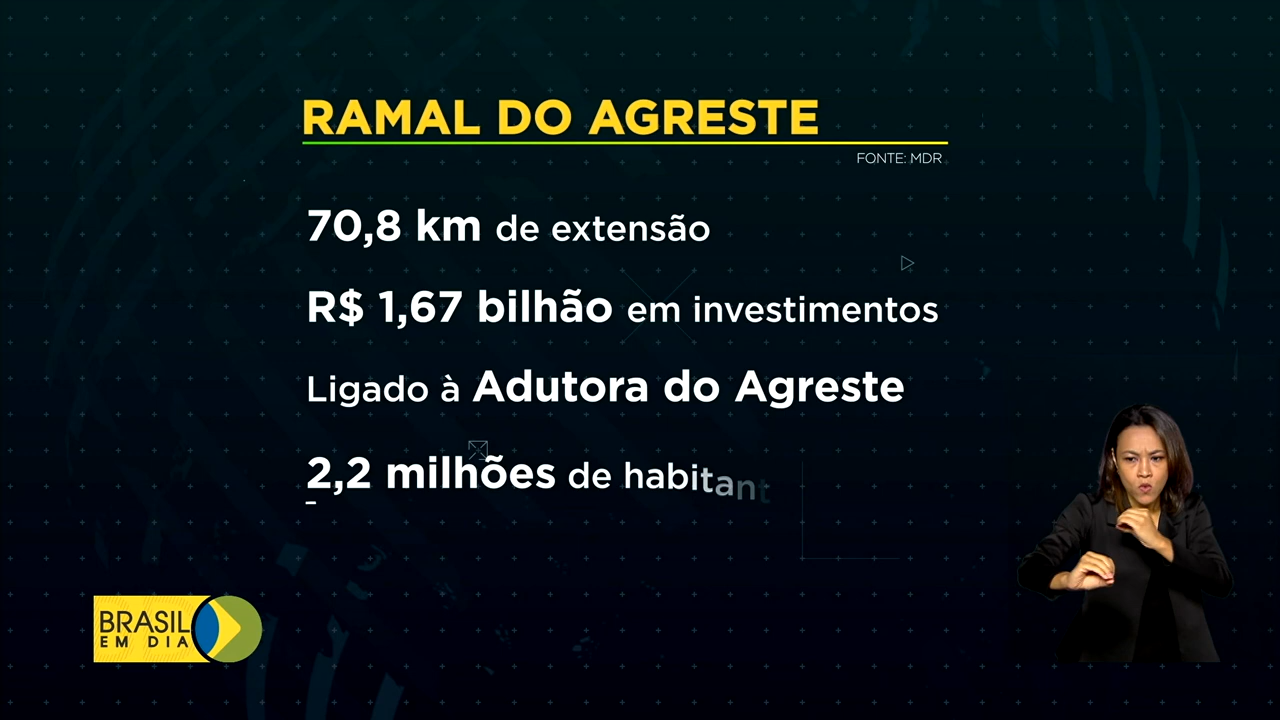 RAMAL DO AGRESTE
FONTE: MDR
70,8 km de extensão
R$ 1,67 bilhão em investimentos
Ligado à Adutora do Agreste
2,2 milhões de habitant
BRASIL
EM DIA